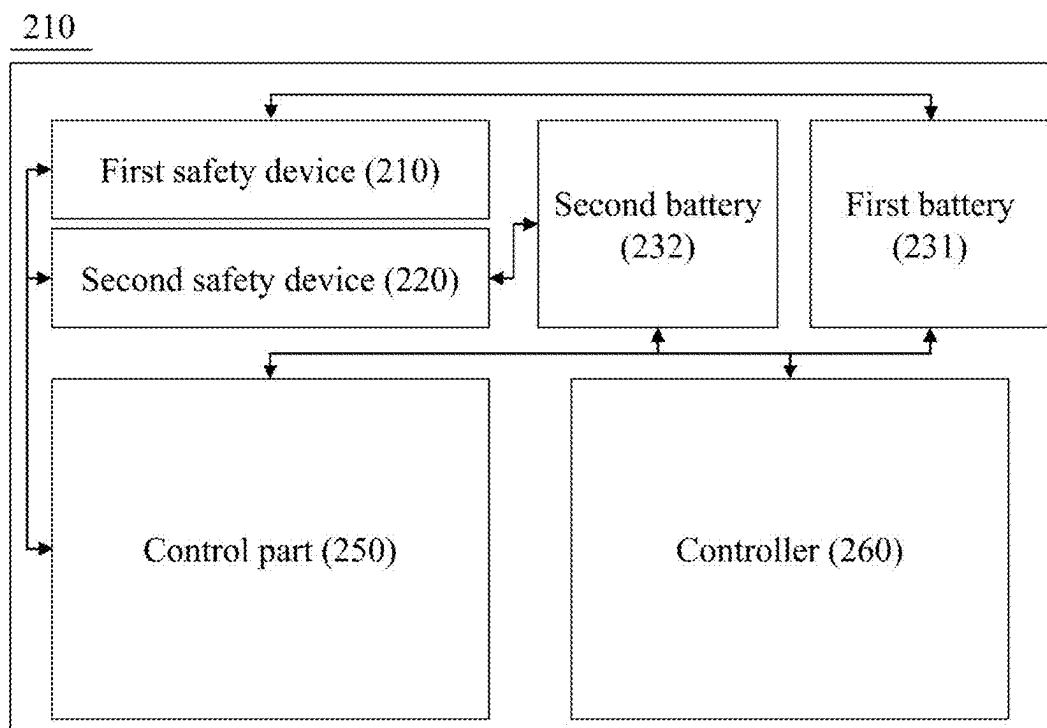 210
First safety device (210)
Second safety device (220)
Second battery
(232)
First battery
(231)
Control part (250)
Controller (260)